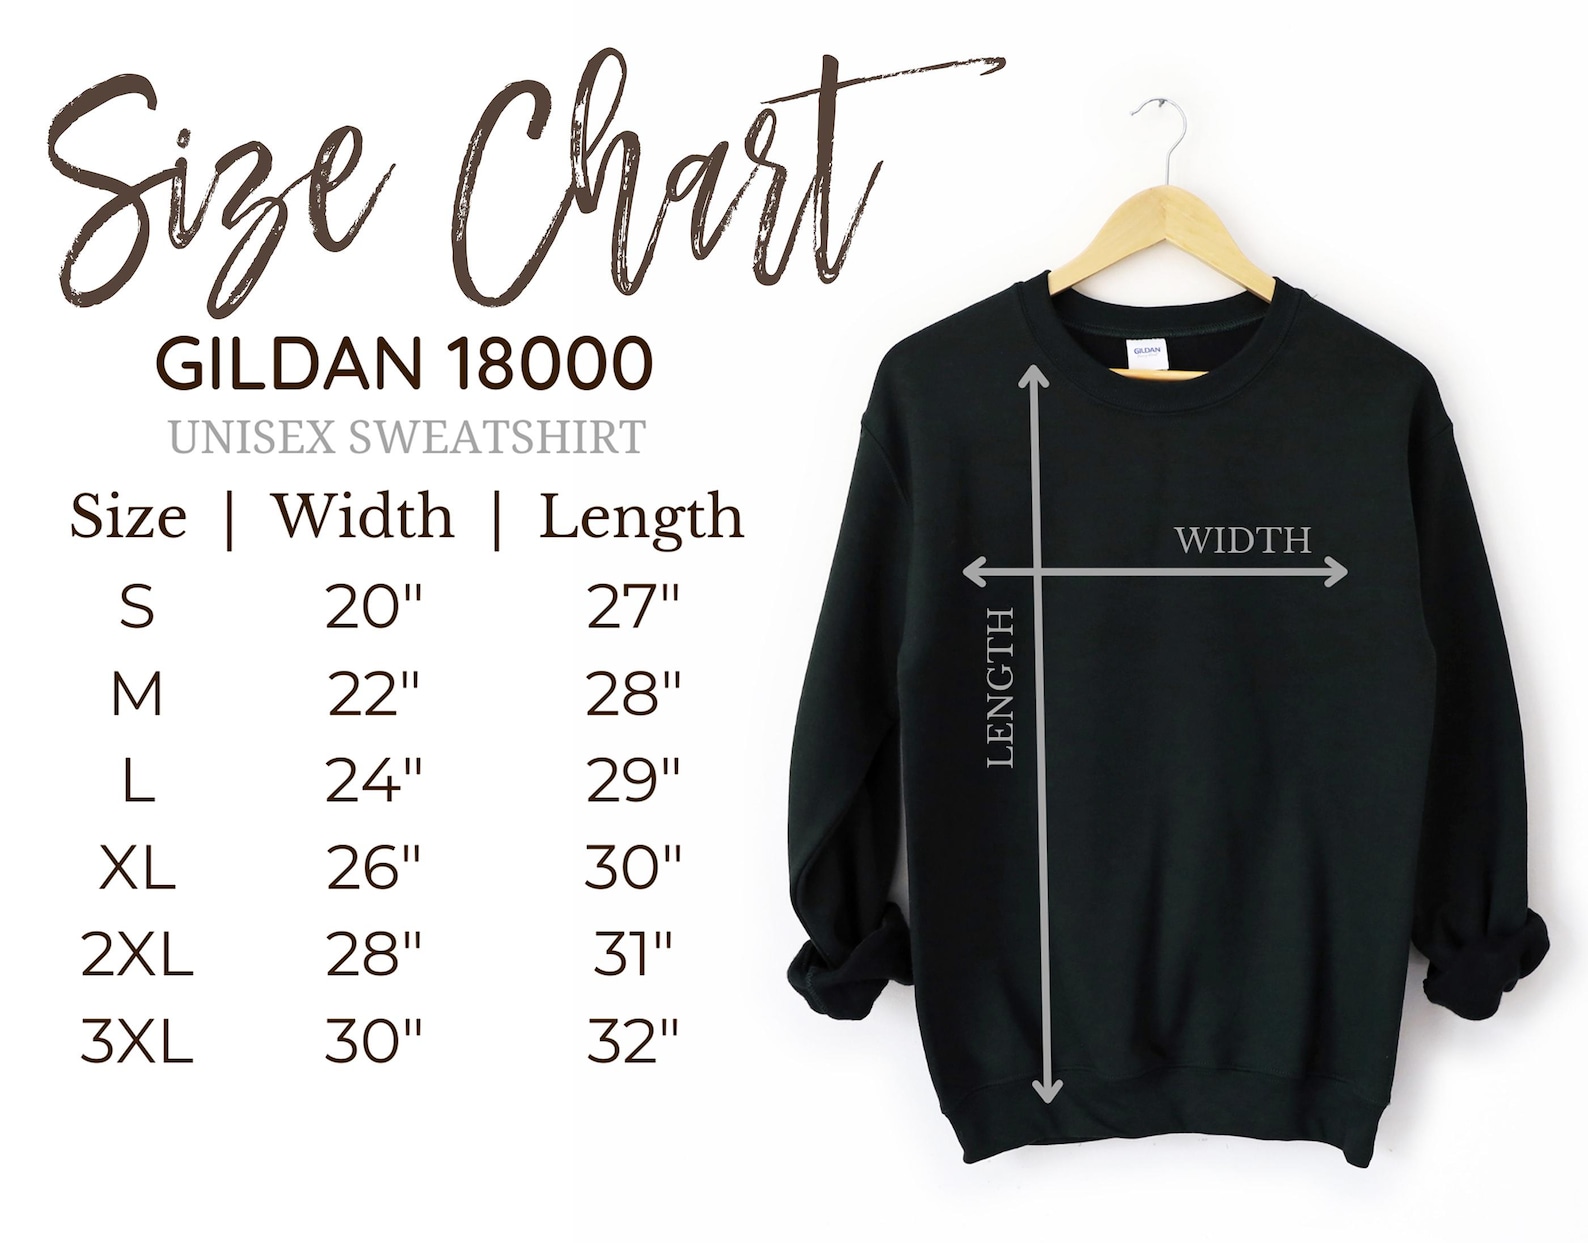 Size Chart
GILDAN 18000
UNISEX SWEATSHIRT
Size | Width | Length
S 20" 27"
M 22" 28"
L 24" 29"
XL 26" 30"
2XL 28" 31"
3XL 30" 32"
GILDAN
WIDTH
LENGTH